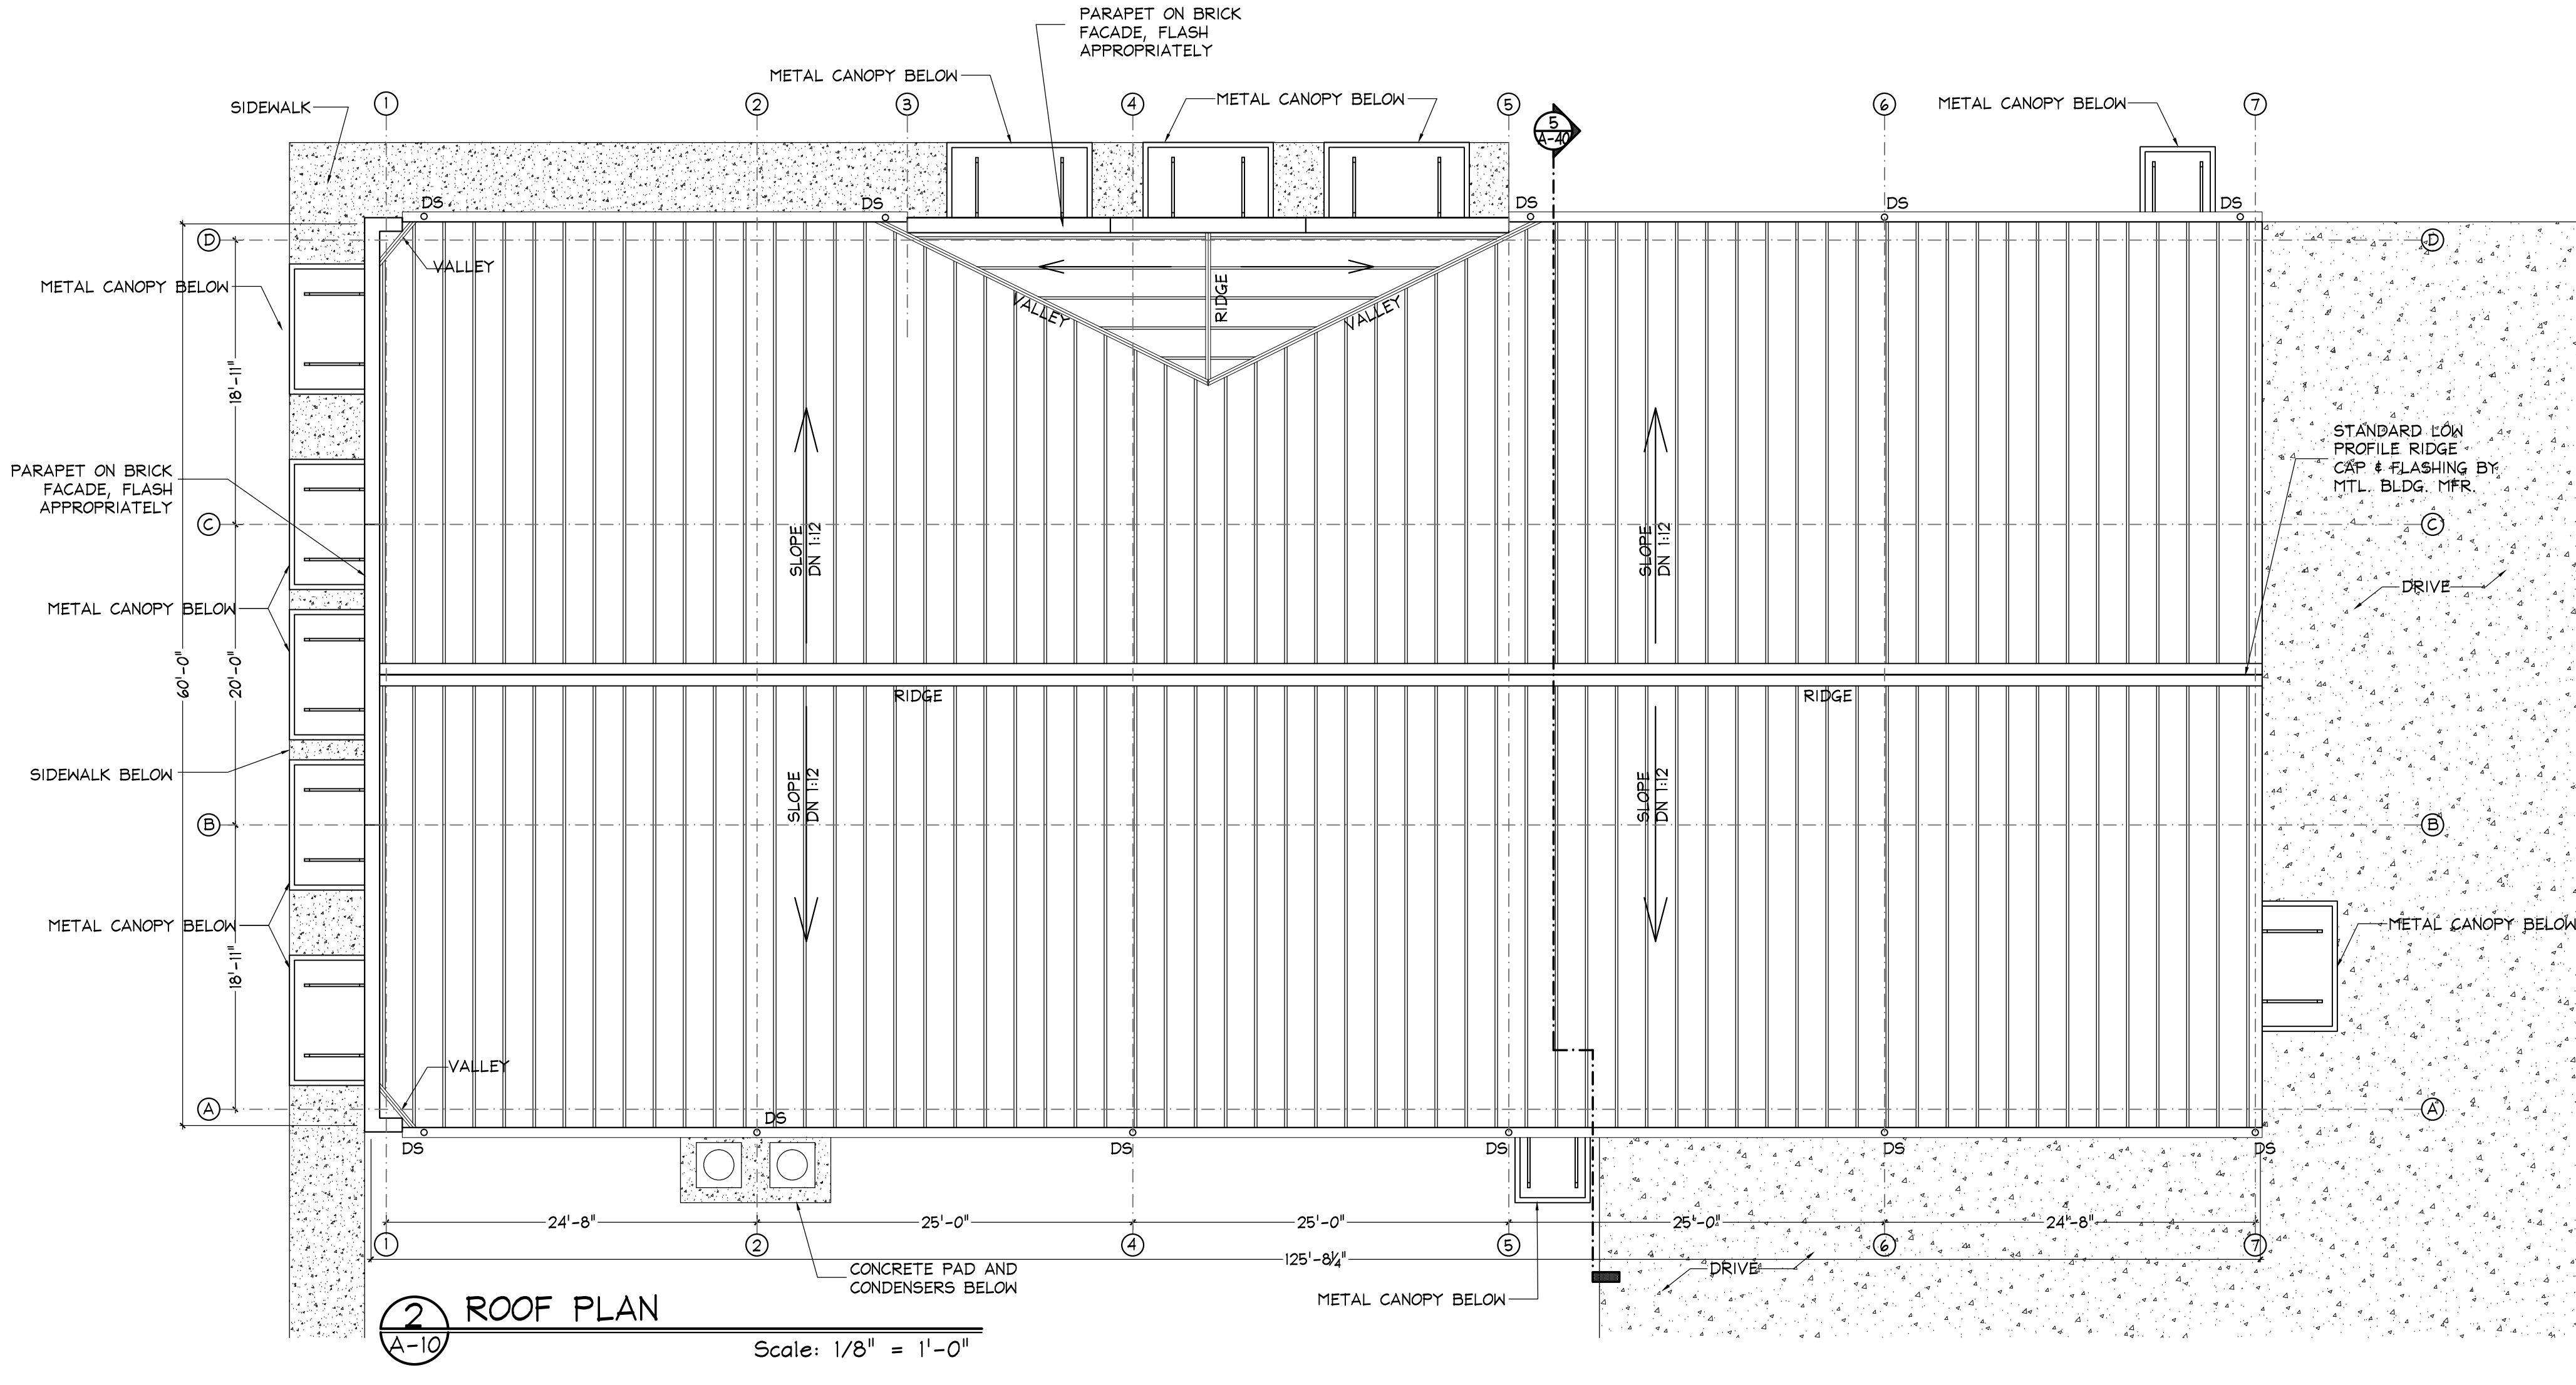 PARAPET ON BRICK
FACADE, FLASH
APPROPRIATELY
METAL CANOPY BELOW
METAL CANOPY BELOW
METAL CANOPY BELOW
SIDEWALK
1
2
3
4
5
5
A-40
6
7
DS
DS
DS
DS
DS
D
D
VALLEY
METAL CANOPY BELOW
RIDGE
VALLEY
VALLEY
18'-11"
STANDARD LOW
PROFILE RIDGE
CAP & FLASHING BY
MTL. BLDG. MFR.
PARAPET ON BRICK
FACADE, FLASH
APPROPRIATELY
C
C
SLOPE
DN 1:12
SLOPE
DN 1:12
DRIVE
METAL CANOPY BELOW
60'-0"
20'-0"
RIDGE
RIDGE
SIDEWALK BELOW
SLOPE
DN 1:12
SLOPE
DN 1:12
B
B
METAL CANOPY BELOW
METAL CANOPY BELOW
18'-11"
VALLEY
A
A
DS
DS
DS
DS
DS
DS
24'-8"
25'-0"
25'-0"
25'-0"
24'-8"
1
2
4
5
6
7
125'-8¼"
CONCRETE PAD AND
CONDENSERS BELOW
DRIVE
METAL CANOPY BELOW
2
A-10
ROOF PLAN
Scale: 1/8" = 1'-0"